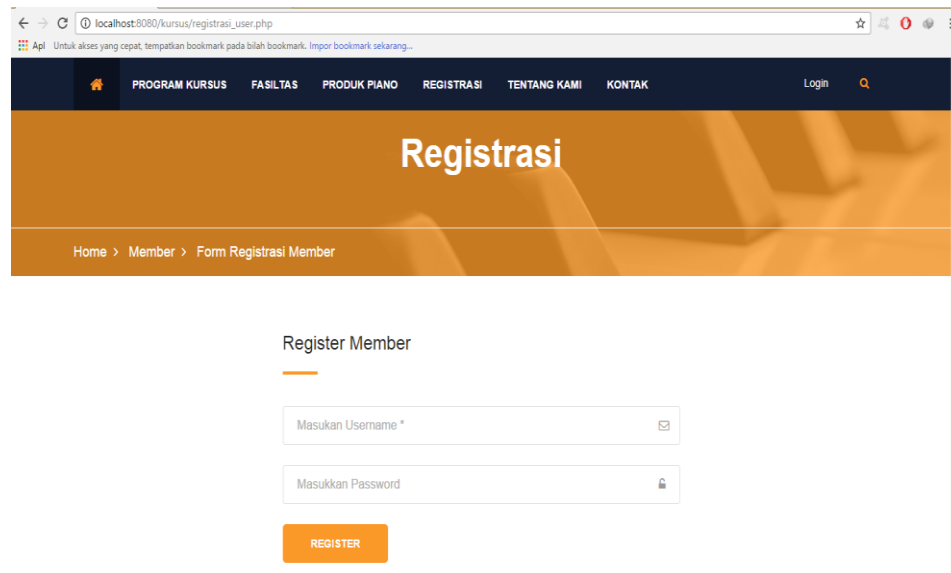 localhost:8080/kursus/registrasi_user.php
Apl Untuk akses yang cepat, tempatkan bookmark pada bilah bookmark. Impor bookmark sekarang...
PROGRAM KURSUS FASILTAS PRODUK PIANO REGISTRASI TENTANG KAMI KONTAK Login
Registrasi
Home > Member > Form Registrasi Member
Register Member
Masukan Username *
Masukkan Password
REGISTER